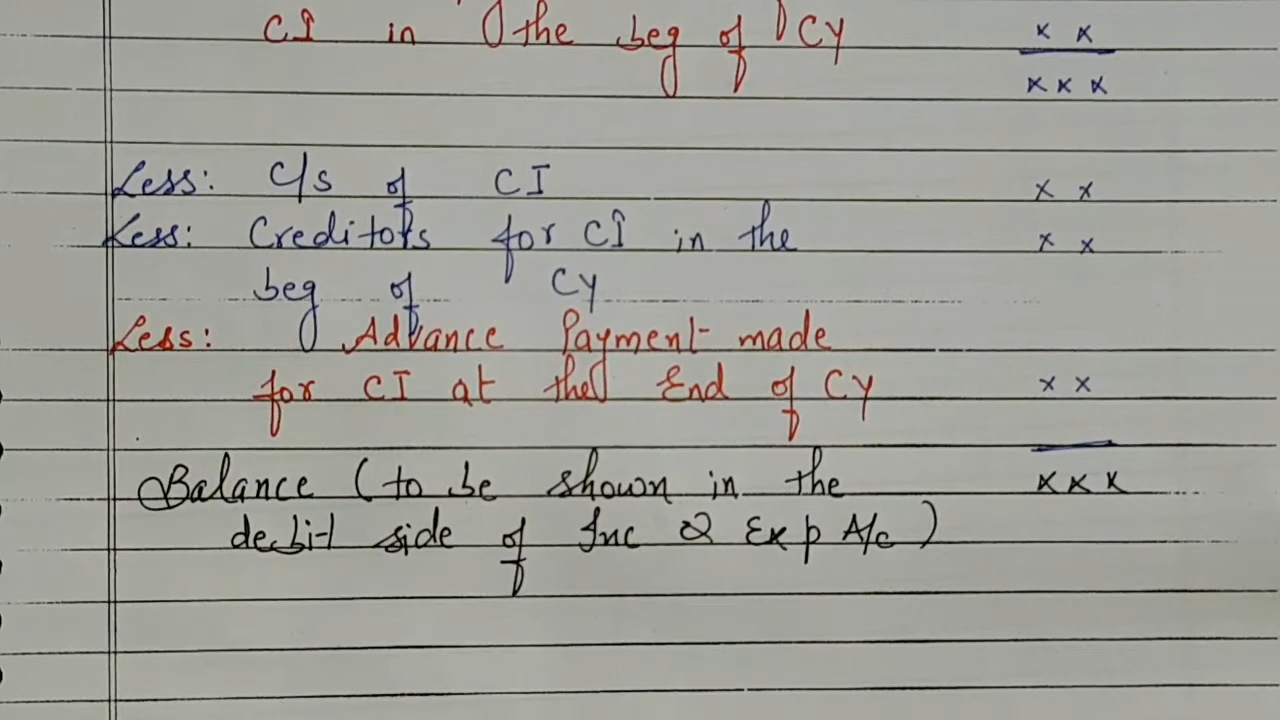 CI in the beg of CY x x
x x x
Less: C/s of CI x x
Less: Creditors for CI in the x x
beg of CY
Less: Advance Payment made
for CI at the End of CY x x
Balance (to be shown in the x x x
debit side of Inc & Exp A/c)